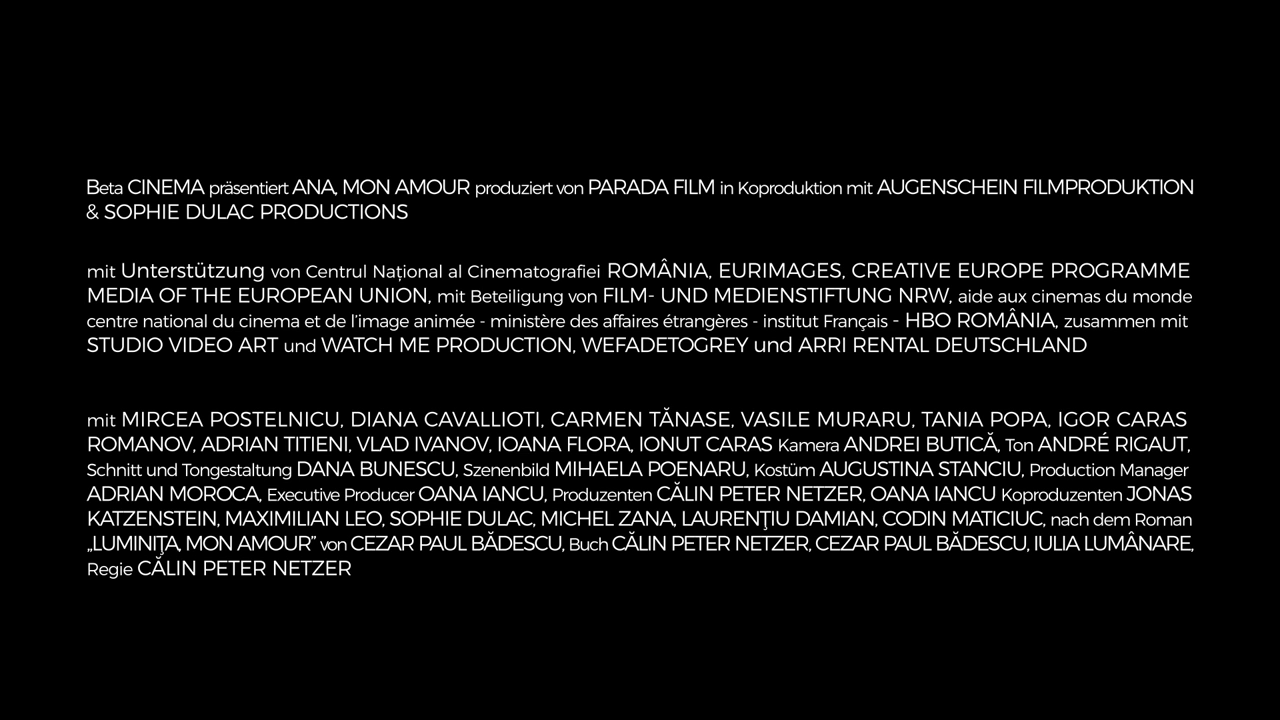 Beta CINEMA präsentiert ANA, MON AMOUR produziert von PARADA FILM in Koproduktion mit AUGENSCHEIN FILMPRODUKTION
& SOPHIE DULAC PRODUCTIONS
mit Unterstützung von Centrul Național al Cinematografiei ROMÂNIA, EURIMAGES, CREATIVE EUROPE PROGRAMME
MEDIA OF THE EUROPEAN UNION, mit Beteiligung von FILM- UND MEDIENSTIFTUNG NRW, aide aux cinemas du monde
centre national du cinema et de l'image animée - ministère des affaires étrangères - institut Français - HBO ROMÂNIA, zusammen mit
STUDIO VIDEO ART und WATCH ME PRODUCTION, WEFADETOGREY und ARRI RENTAL DEUTSCHLAND
mit MIRCEA POSTELNICU, DIANA CAVALLIOTI, CARMEN TĂNASE, VASILE MURARU, TANIA POPA, IGOR CARAS
ROMANOV, ADRIAN TITIENI, VLAD IVANOV, IOANA FLORA, IONUT CARAS Kamera ANDREI BUTICĂ, Ton ANDRÉ RIGAUT,
Schnitt und Tongestaltung DANA BUNESCU, Szenenbild MIHAELA POENARU, Kostüm AUGUSTINA STANCIU, Production Manager
ADRIAN MOROCA, Executive Producer OANA IANCU, Produzenten CĂLIN PETER NETZER, OANA IANCU Koproduzenten JONAS
KATZENSTEIN, MAXIMILIAN LEO, SOPHIE DULAC, MICHEL ZANA, LAURENŢIU DAMIAN, CODIN MATICIUC, nach dem Roman
„LUMINIŢA, MON AMOUR” von CEZAR PAUL BĂDESCU, Buch CĂLIN PETER NETZER, CEZAR PAUL BĂDESCU, IULIA LUMÂNARE,
Regie CĂLIN PETER NETZER